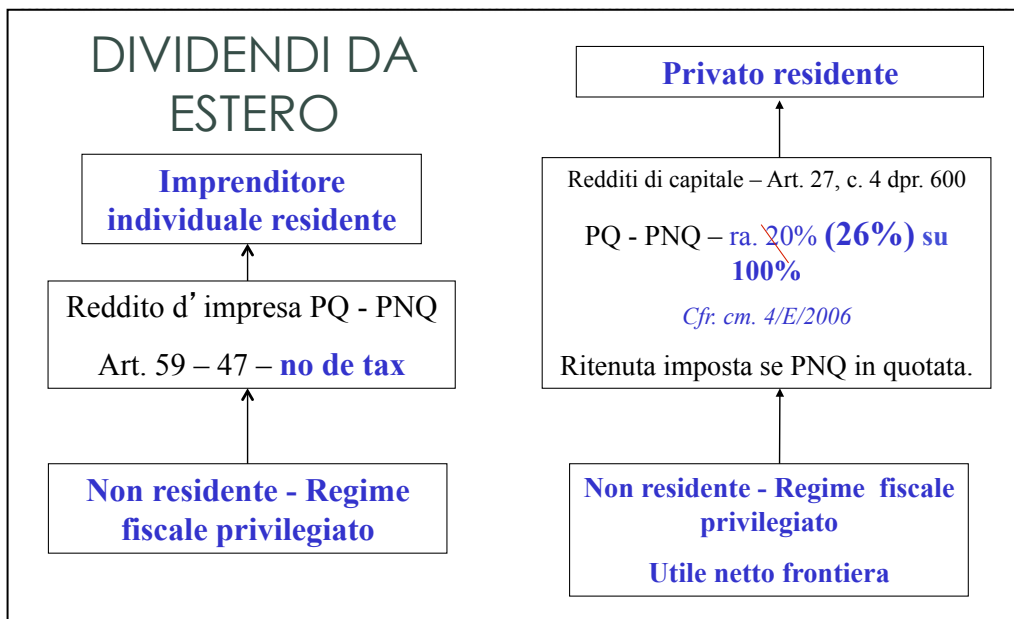 DIVIDENDI DA
ESTERO
Imprenditore
individuale residente
Reddito d' impresa PQ - PNQ
Art. 59 – 47 – no de tax
Non residente - Regime
fiscale privilegiato
Privato residente
Redditi di capitale – Art. 27, c. 4 dpr. 600
PQ - PNQ – ra. 20% (26%) su
100%
Cfr. cm. 4/E/2006
Ritenuta imposta se PNQ in quotata.
Non residente - Regime fiscale
privilegiato
Utile netto frontiera